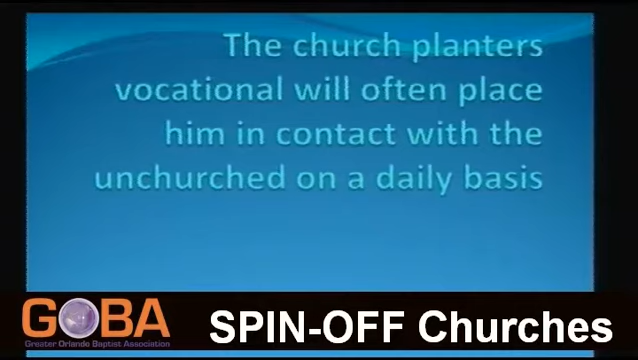 The church planters
vocational will often place
him in contact with the
unchurched on a daily basis
GOBA
Greater Orlando Baptist Association
SPIN-OFF Churches